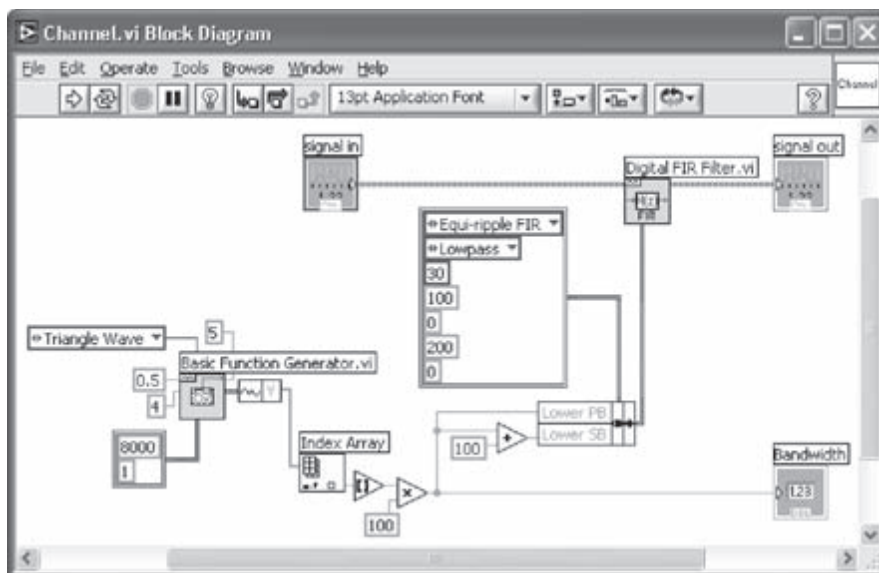 Channel.vi Block Diagram
File Edit Operate Tools Browse Window Help
13pt Application Font
Channel
signal in
signal out
Digital FIR Filter.vi
Equi-ripple FIR
Lowpass
30
100
0
200
0
Triangle Wave
5
Basic Function Generator.vi
0.5
4
8000
1
Index Array
100
Lower PB
Lower SB
100
Bandwidth
123